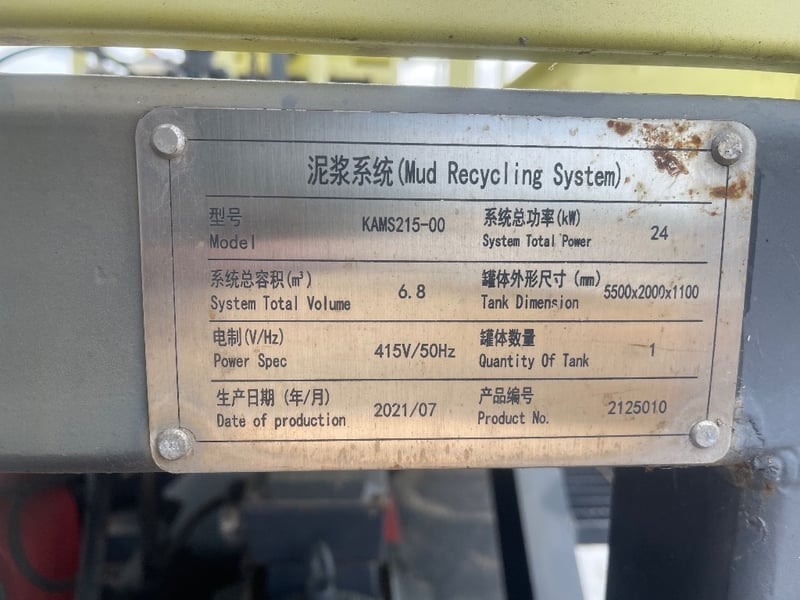 泥浆系统(Mud Recycling System)
型号
Model
KAMS215-00
系统总功率(kW)
System Total Power
24
系统总容积(m³)
System Total Volume
6.8
罐体外形尺寸 (mm)
Tank Dimension
5500x2000x1100
电制(V/Hz)
Power Spec
415V/50Hz
罐体数量
Quantity Of Tank
1
生产日期 (年/月)
Date of production
2021/07
产品编号
Product No.
2125010